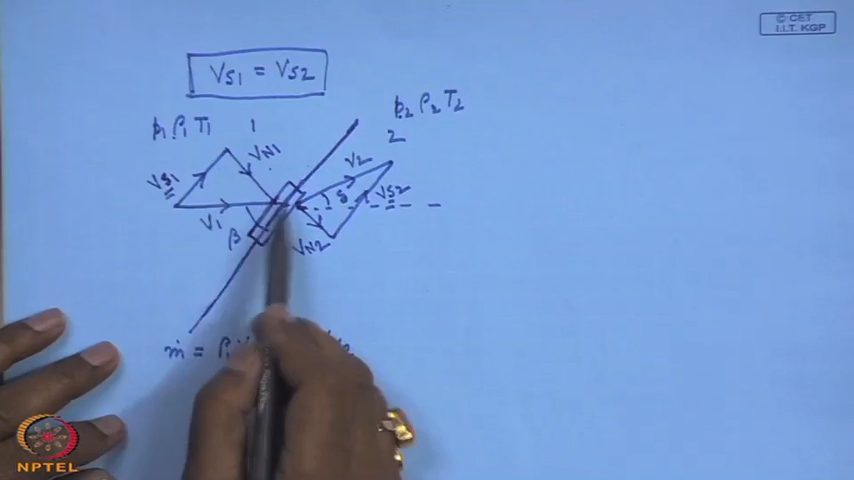 © CET
I.I.T. KGP
VS1 = VS2
p1 ρ1 T1
1
p2 ρ2 T2
2
VN1
V2
VS1
δ
VS2
V1
β
VN2
ṁ = ρ1
NPTEL